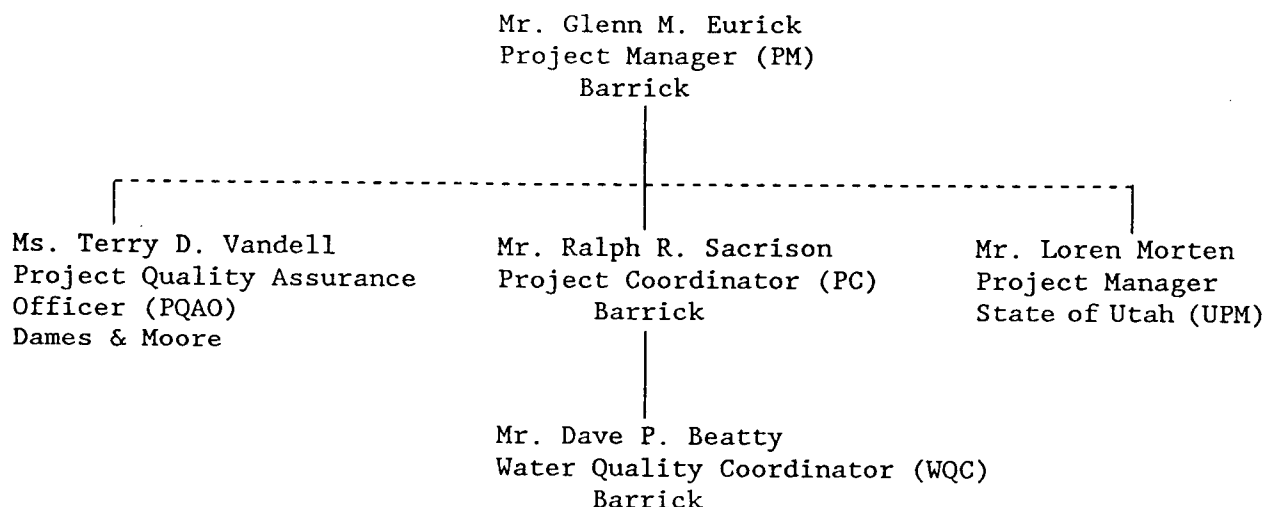 Mr. Glenn M. Eurick
Project Manager (PM)
Barrick
Ms. Terry D. Vandell
Project Quality Assurance
Officer (PQAO)
Dames & Moore
Mr. Ralph R. Sacrison
Project Coordinator (PC)
Barrick
Mr. Loren Morten
Project Manager
State of Utah (UPM)
Mr. Dave P. Beatty
Water Quality Coordinator (WQC)
Barrick